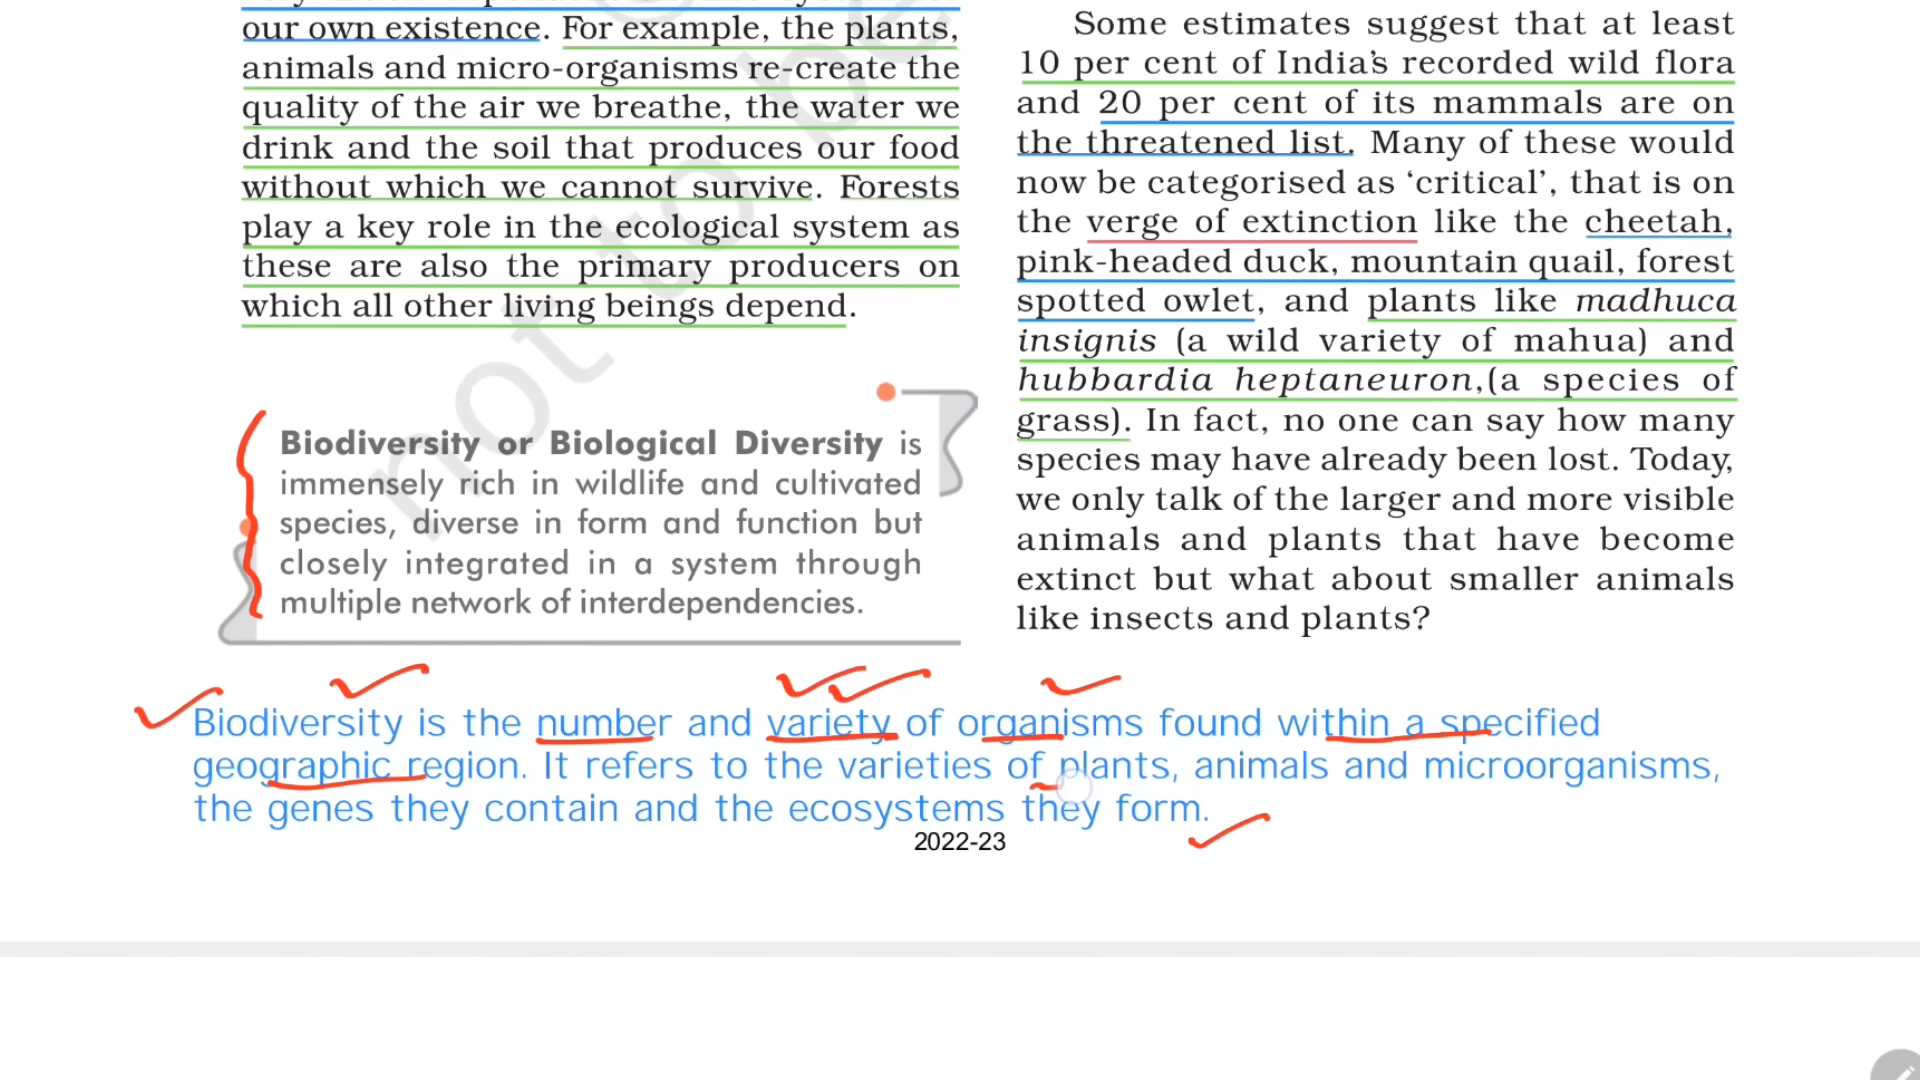 our own existence. For example, the plants,
animals and micro-organisms re-create the
quality of the air we breathe, the water we
drink and the soil that produces our food
without which we cannot survive. Forests
play a key role in the ecological system as
these are also the primary producers on
which all other living beings depend.
Biodiversity or Biological Diversity is
immensely rich in wildlife and cultivated
species, diverse in form and function but
closely integrated in a system through
multiple network of interdependencies.
Some estimates suggest that at least
10 per cent of India's recorded wild flora
and 20 per cent of its mammals are on
the threatened list. Many of these would
now be categorised as ‘critical’, that is on
the verge of extinction like the cheetah,
pink-headed duck, mountain quail, forest
spotted owlet, and plants like madhuca
insignis (a wild variety of mahua) and
hubbardia heptaneuron,(a species of
grass). In fact, no one can say how many
species may have already been lost. Today,
we only talk of the larger and more visible
animals and plants that have become
extinct but what about smaller animals
like insects and plants?
Biodiversity is the number and variety of organisms found within a specified
geographic region. It refers to the varieties of plants, animals and microorganisms,
the genes they contain and the ecosystems they form.
2022-23
not to be